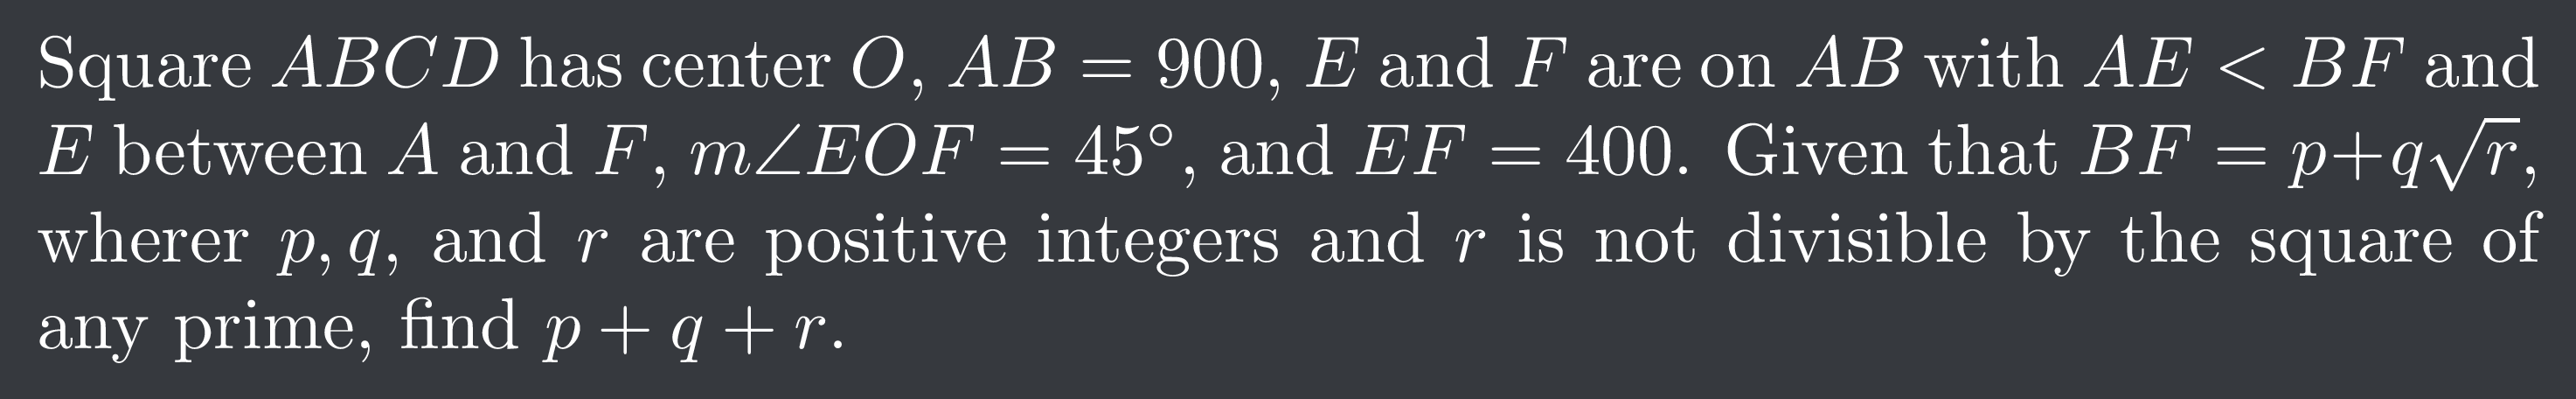 Square ABCD has center O, AB = 900, E and F are on AB with AE < BF and
E between A and F, m∠EOF = 45°, and EF = 400. Given that BF = p+q√r,
wherer p, q, and r are positive integers and r is not divisible by the square of
any prime, find p + q + r.